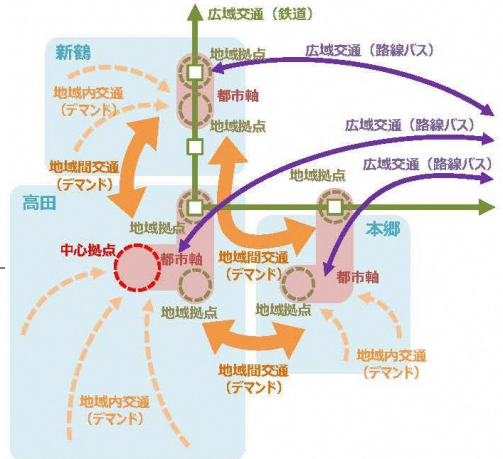 広域交通（鉄道）
新鶴
地域拠点
広域交通（路線バス）
地域内交通
（デマンド）
都市軸
地域拠点
広域交通（路線バス）
地域間交通
（デマンド）
広域交通（路線バス）
地域拠点
高田
地域拠点
本郷
中心拠点
都市軸
地域間交通
（デマンド）
都市軸
地域拠点
地域拠点
地域間交通
（デマンド）
地域内交通
（デマンド）
地域内交通
（デマンド）